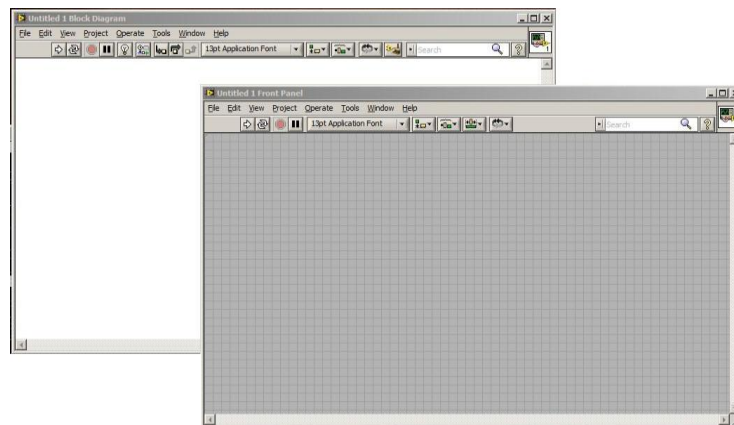 Untitled 1 Block Diagram
File Edit View Project Operate Tools Window Help
13pt Application Font Search
1
Untitled 1 Front Panel
File Edit View Project Operate Tools Window Help
13pt Application Font Search